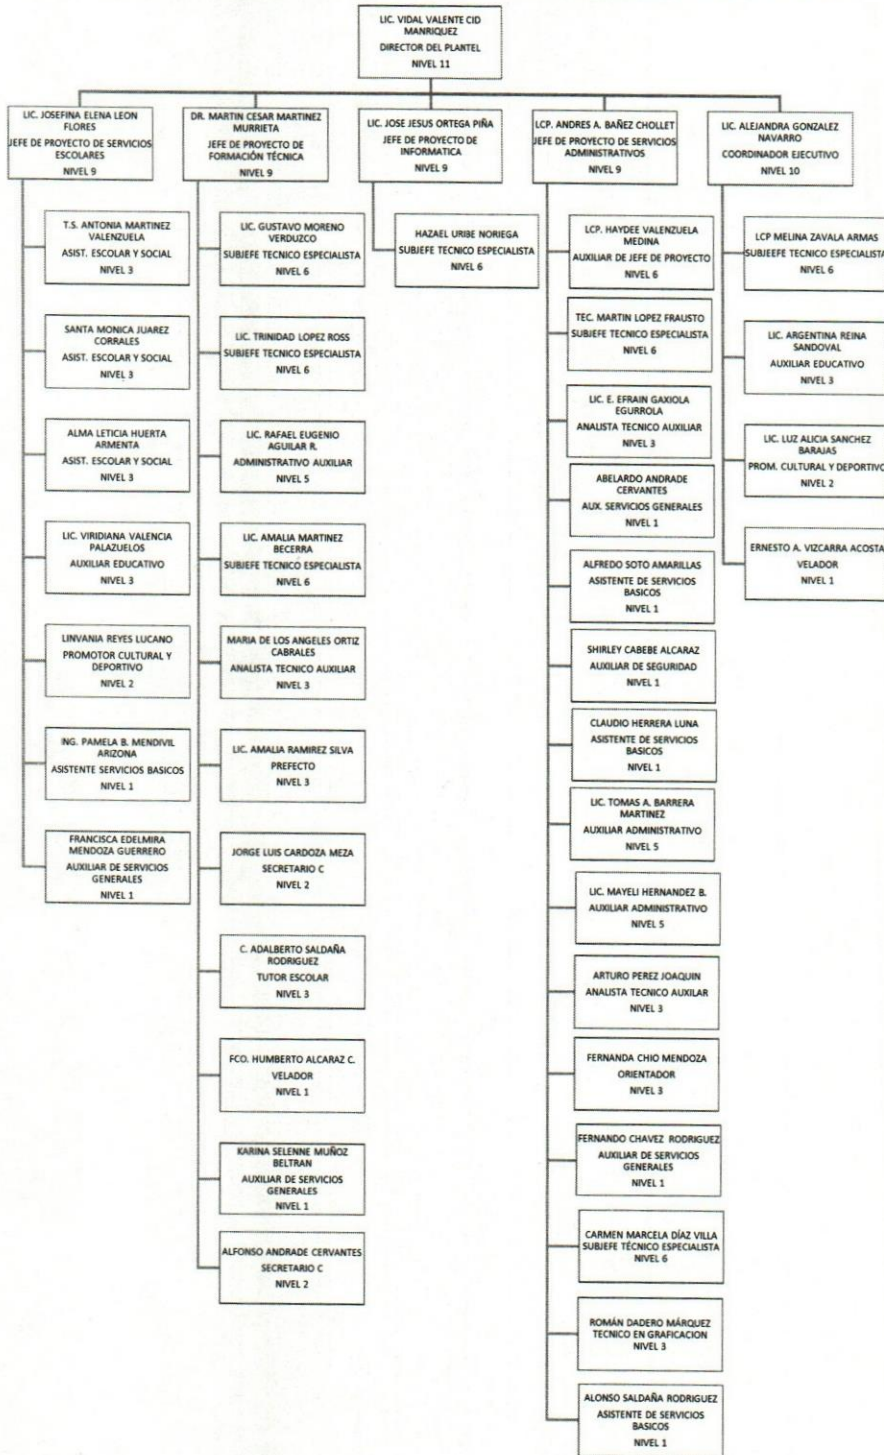 LIC. VIDAL VALENTE CID
MANRIQUEZ
DIRECTOR DEL PLANTEL
NIVEL 11
LIC. JOSEFINA ELENA LEON
FLORES
JEFE DE PROYECTO DE SERVICIOS
ESCOLARES
NIVEL 9
T.S. ANTONIA MARTINEZ
VALENZUELA
ASIST. ESCOLAR Y SOCIAL
NIVEL 3
SANTA MONICA JUAREZ
CORRALES
ASIST. ESCOLAR Y SOCIAL
NIVEL 3
ALMA LETICIA HUERTA
ARMENTA
ASIST. ESCOLAR Y SOCIAL
NIVEL 3
LIC. VIRIDIANA VALENCIA
PALAZUELOS
AUXILIAR EDUCATIVO
NIVEL 3
LINVANIA REYES LUCANO
PROMOTOR CULTURAL Y
DEPORTIVO
NIVEL 2
ING. PAMELA B. MENDIVIL
ARIZONA
ASISTENTE SERVICIOS BASICOS
NIVEL 1
FRANCISCA EDELMIRA
MENDOZA GUERRERO
AUXILIAR DE SERVICIOS
GENERALES
NIVEL 1
DR. MARTIN CESAR MARTINEZ
MURRIETA
JEFE DE PROYECTO DE
FORMACIÓN TÉCNICA
NIVEL 9
LIC. GUSTAVO MORENO
VERDUZCO
SUBJEFE TECNICO ESPECIALISTA
NIVEL 6
LIC. TRINIDAD LOPEZ ROSS
SUBJEFE TECNICO ESPECIALISTA
NIVEL 6
LIC. RAFAEL EUGENIO
AGUILAR R.
ADMINISTRATIVO AUXILIAR
NIVEL 5
LIC. AMALIA MARTINEZ
BECERRA
SUBJEFE TECNICO ESPECIALISTA
NIVEL 6
MARIA DE LOS ANGELES ORTIZ
CABRALES
ANALISTA TECNICO AUXILIAR
NIVEL 3
LIC. AMALIA RAMIREZ SILVA
PREFECTO
NIVEL 3
JORGE LUIS CARDOZA MEZA
SECRETARIO C
NIVEL 2
C. ADALBERTO SALDAÑA
RODRIGUEZ
TUTOR ESCOLAR
NIVEL 3
FCO. HUMBERTO ALCARAZ C.
VELADOR
NIVEL 1
KARINA SELENNE MUÑOZ
BELTRAN
AUXILIAR DE SERVICIOS
GENERALES
NIVEL 1
ALFONSO ANDRADE CERVANTES
SECRETARIO C
NIVEL 2
LIC. JOSE JESUS ORTEGA PIÑA
JEFE DE PROYECTO DE
INFORMATICA
NIVEL 9
HAZAEL URIBE NORIEGA
SUBJEFE TECNICO ESPECIALISTA
NIVEL 6
LCP. ANDRES A. BAÑEZ CHOLLET
JEFE DE PROYECTO DE SERVICIOS
ADMINISTRATIVOS
NIVEL 9
LCP. HAYDEE VALENZUELA
MEDINA
AUXILIAR DE JEFE DE PROYECTO
NIVEL 6
TEC. MARTIN LOPEZ FRAUSTO
SUBJEFE TECNICO ESPECIALISTA
NIVEL 6
LIC. E. EFRAIN GAXIOLA
EGURROLA
ANALISTA TECNICO AUXILIAR
NIVEL 3
ABELARDO ANDRADE
CERVANTES
AUX. SERVICIOS GENERALES
NIVEL 1
ALFREDO SOTO AMARILLAS
ASISTENTE DE SERVICIOS
BASICOS
NIVEL 1
SHIRLEY CABEBE ALCARAZ
AUXILIAR DE SEGURIDAD
NIVEL 1
CLAUDIO HERRERA LUNA
ASISTENTE DE SERVICIOS
BASICOS
NIVEL 1
LIC. TOMAS A. BARRERA
MARTINEZ
AUXILIAR ADMINISTRATIVO
NIVEL 5
LIC. MAYELI HERNANDEZ B.
AUXILIAR ADMINISTRATIVO
NIVEL 5
ARTURO PEREZ JOAQUIN
ANALISTA TECNICO AUXILAR
NIVEL 3
FERNANDA CHIO MENDOZA
ORIENTADOR
NIVEL 3
FERNANDO CHAVEZ RODRIGUEZ
AUXILIAR DE SERVICIOS
GENERALES
NIVEL 1
CARMEN MARCELA DÍAZ VILLA
SUBJEFE TÉCNICO ESPECIALISTA
NIVEL 6
ROMÁN DADERO MÁRQUEZ
TECNICO EN GRAFICACION
NIVEL 3
ALONSO SALDAÑA RODRIGUEZ
ASISTENTE DE SERVICIOS
BASICOS
NIVEL 1
LIC. ALEJANDRA GONZALEZ
NAVARRO
COORDINADOR EJECUTIVO
NIVEL 10
LCP MELINA ZAVALA ARMAS
SUBJEEFE TECNICO ESPECIALISTA
NIVEL 6
LIC. ARGENTINA REINA
SANDOVAL
AUXILIAR EDUCATIVO
NIVEL 3
LIC. LUZ ALICIA SANCHEZ
BARAJAS
PROM. CULTURAL Y DEPORTIVO
NIVEL 2
ERNESTO A. VIZCARRA ACOSTA
VELADOR
NIVEL 1